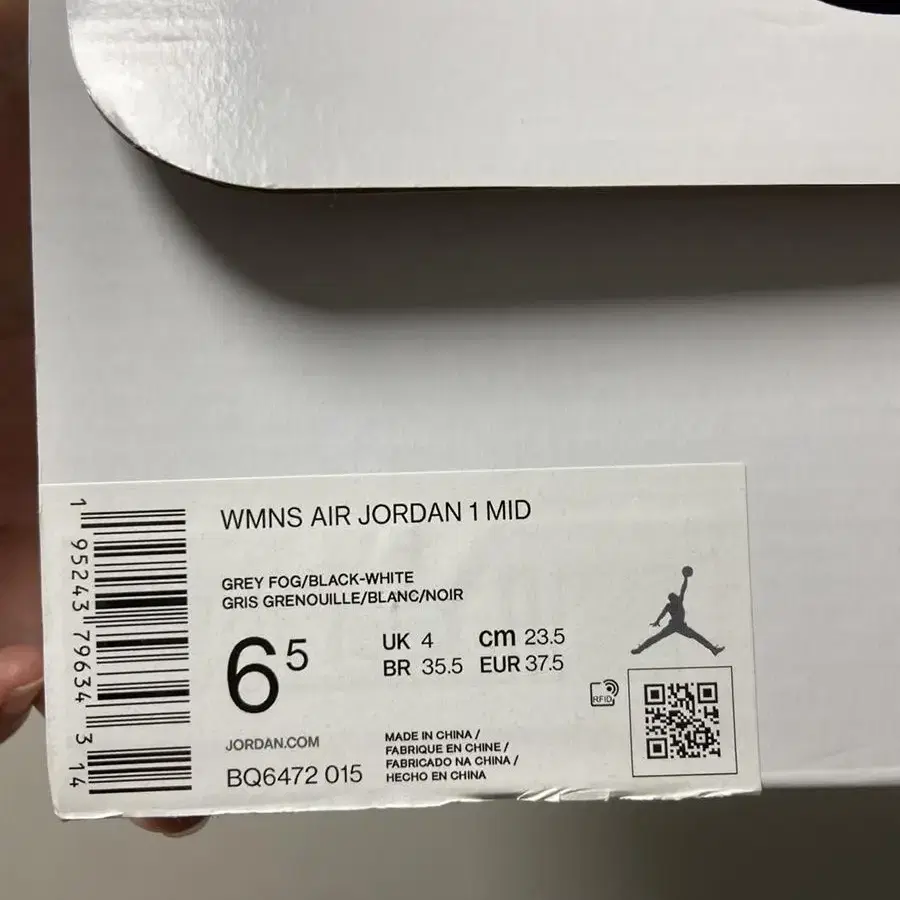 WMNS AIR JORDAN 1 MID
GREY FOG/BLACK-WHITE
GRIS GRENOUILLE/BLANC/NOIR
6 5
UK 4 cm 23.5
BR 35.5 EUR 37.5
RFID
JORDAN.COM
BQ6472 015
MADE IN CHINA /
FABRIQUE EN CHINE /
FABRICADO NA CHINA /
HECHO EN CHINA
1 95243 79634 3 14